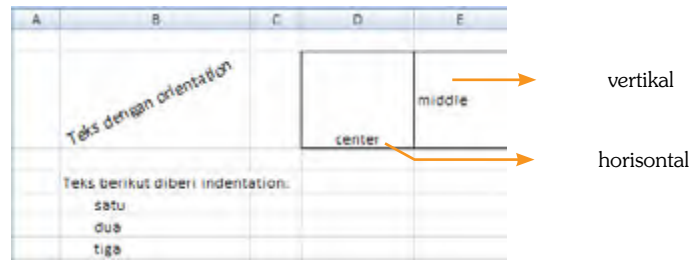 A B C D E
Teks dengan orientation
middle
center
vertikal
horisontal
Teks berikut diberi indentation:
satu
dua
tiga